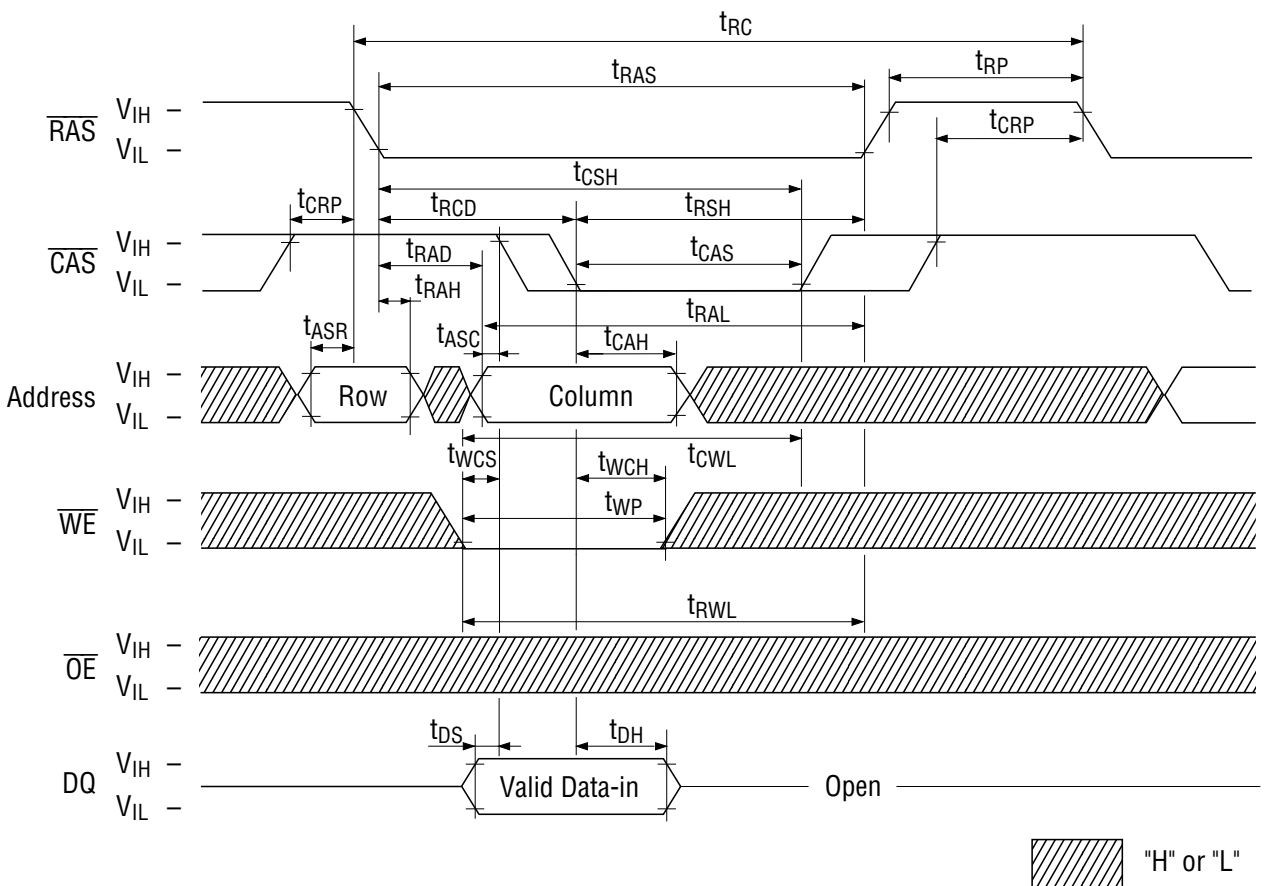 tRC
tRAS tRP
RAS VIH – VIL – tCRP
tCSH
tCRP tRCD tRSH
CAS VIH – VIL – tRAD tCAS
tRAH
tRAL
tASR tASC tCAH
Address VIH – VIL – Row Column
tCWL
tWCS tWCH
WE VIH – VIL – tWP
tRWL
OE VIH – VIL –
tDS tDH
DQ VIH – VIL – Valid Data-in Open
"H" or "L"